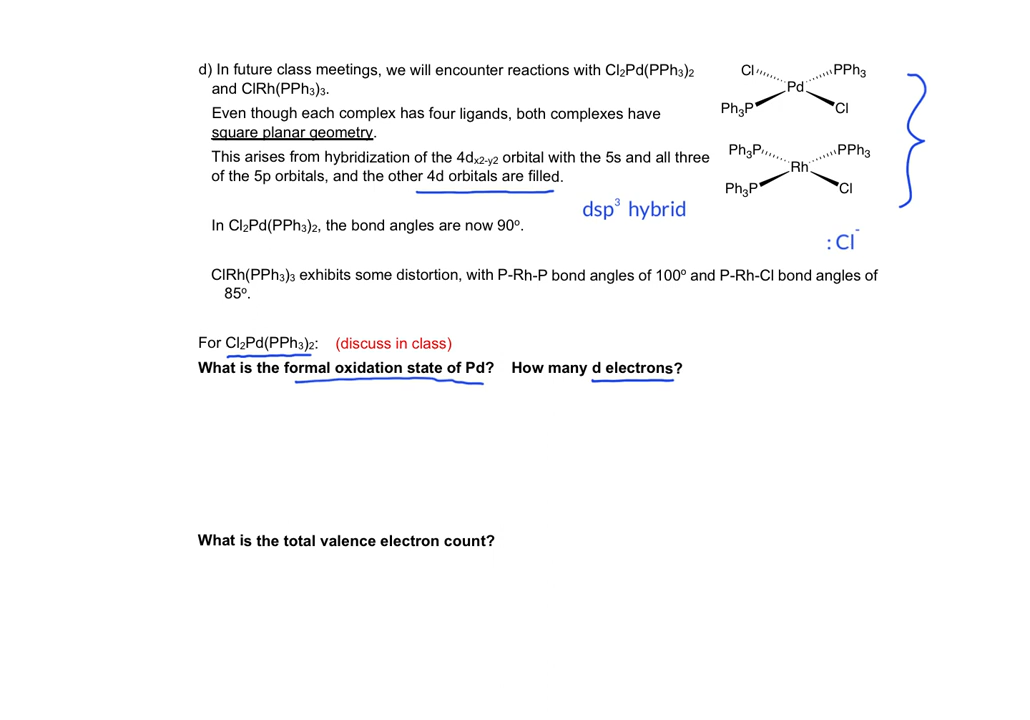 d) In future class meetings, we will encounter reactions with Cl₂Pd(PPh₃)₂
and ClRh(PPh₃)₃.
Even though each complex has four ligands, both complexes have
square planar geometry.
This arises from hybridization of the 4dx2-y2 orbital with the 5s and all three
of the 5p orbitals, and the other 4d orbitals are filled.
Cl PPh₃
Pd
Ph₃P Cl
Ph₃P PPh₃
Rh
Ph₃P Cl
dsp³ hybrid
In Cl₂Pd(PPh₃)₂, the bond angles are now 90º.
:Cl⁻
ClRh(PPh₃)₃ exhibits some distortion, with P-Rh-P bond angles of 100º and P-Rh-Cl bond angles of
85º.
For Cl₂Pd(PPh₃)₂: (discuss in class)
What is the formal oxidation state of Pd? How many d electrons?
What is the total valence electron count?